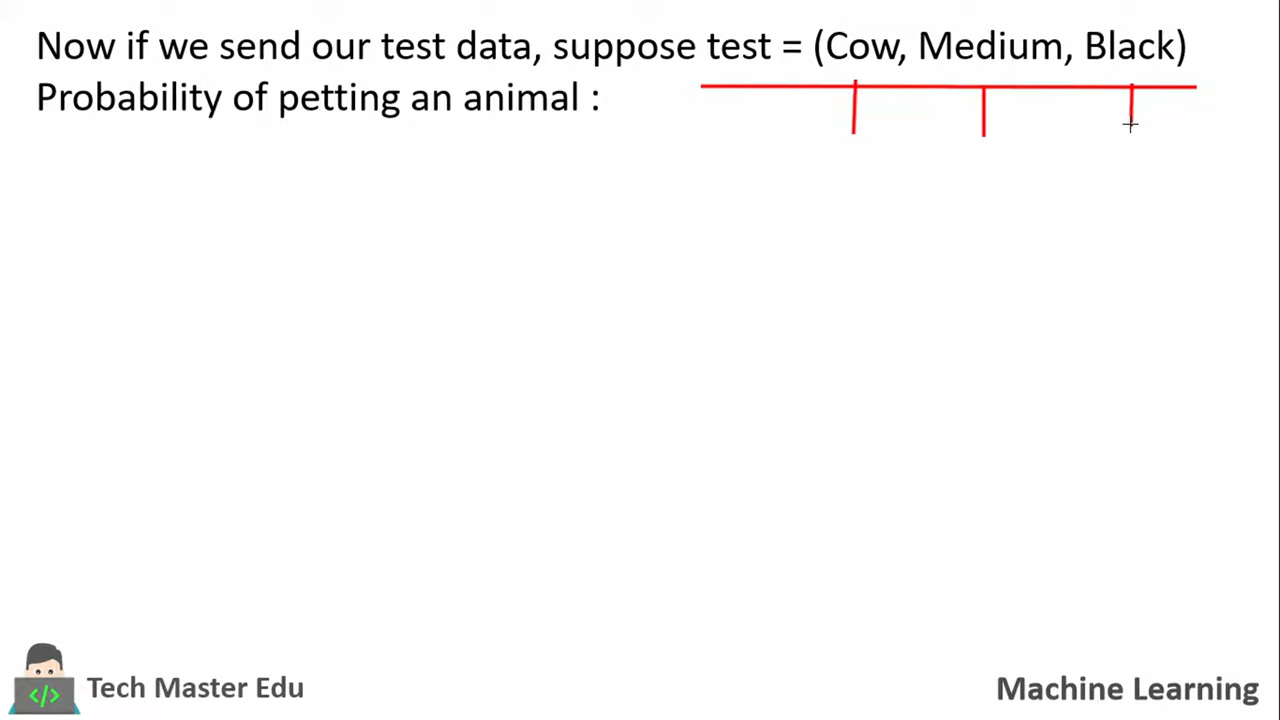 Now if we send our test data, suppose test = (Cow, Medium, Black)
Probability of petting an animal :
</>
Tech Master Edu
Machine Learning